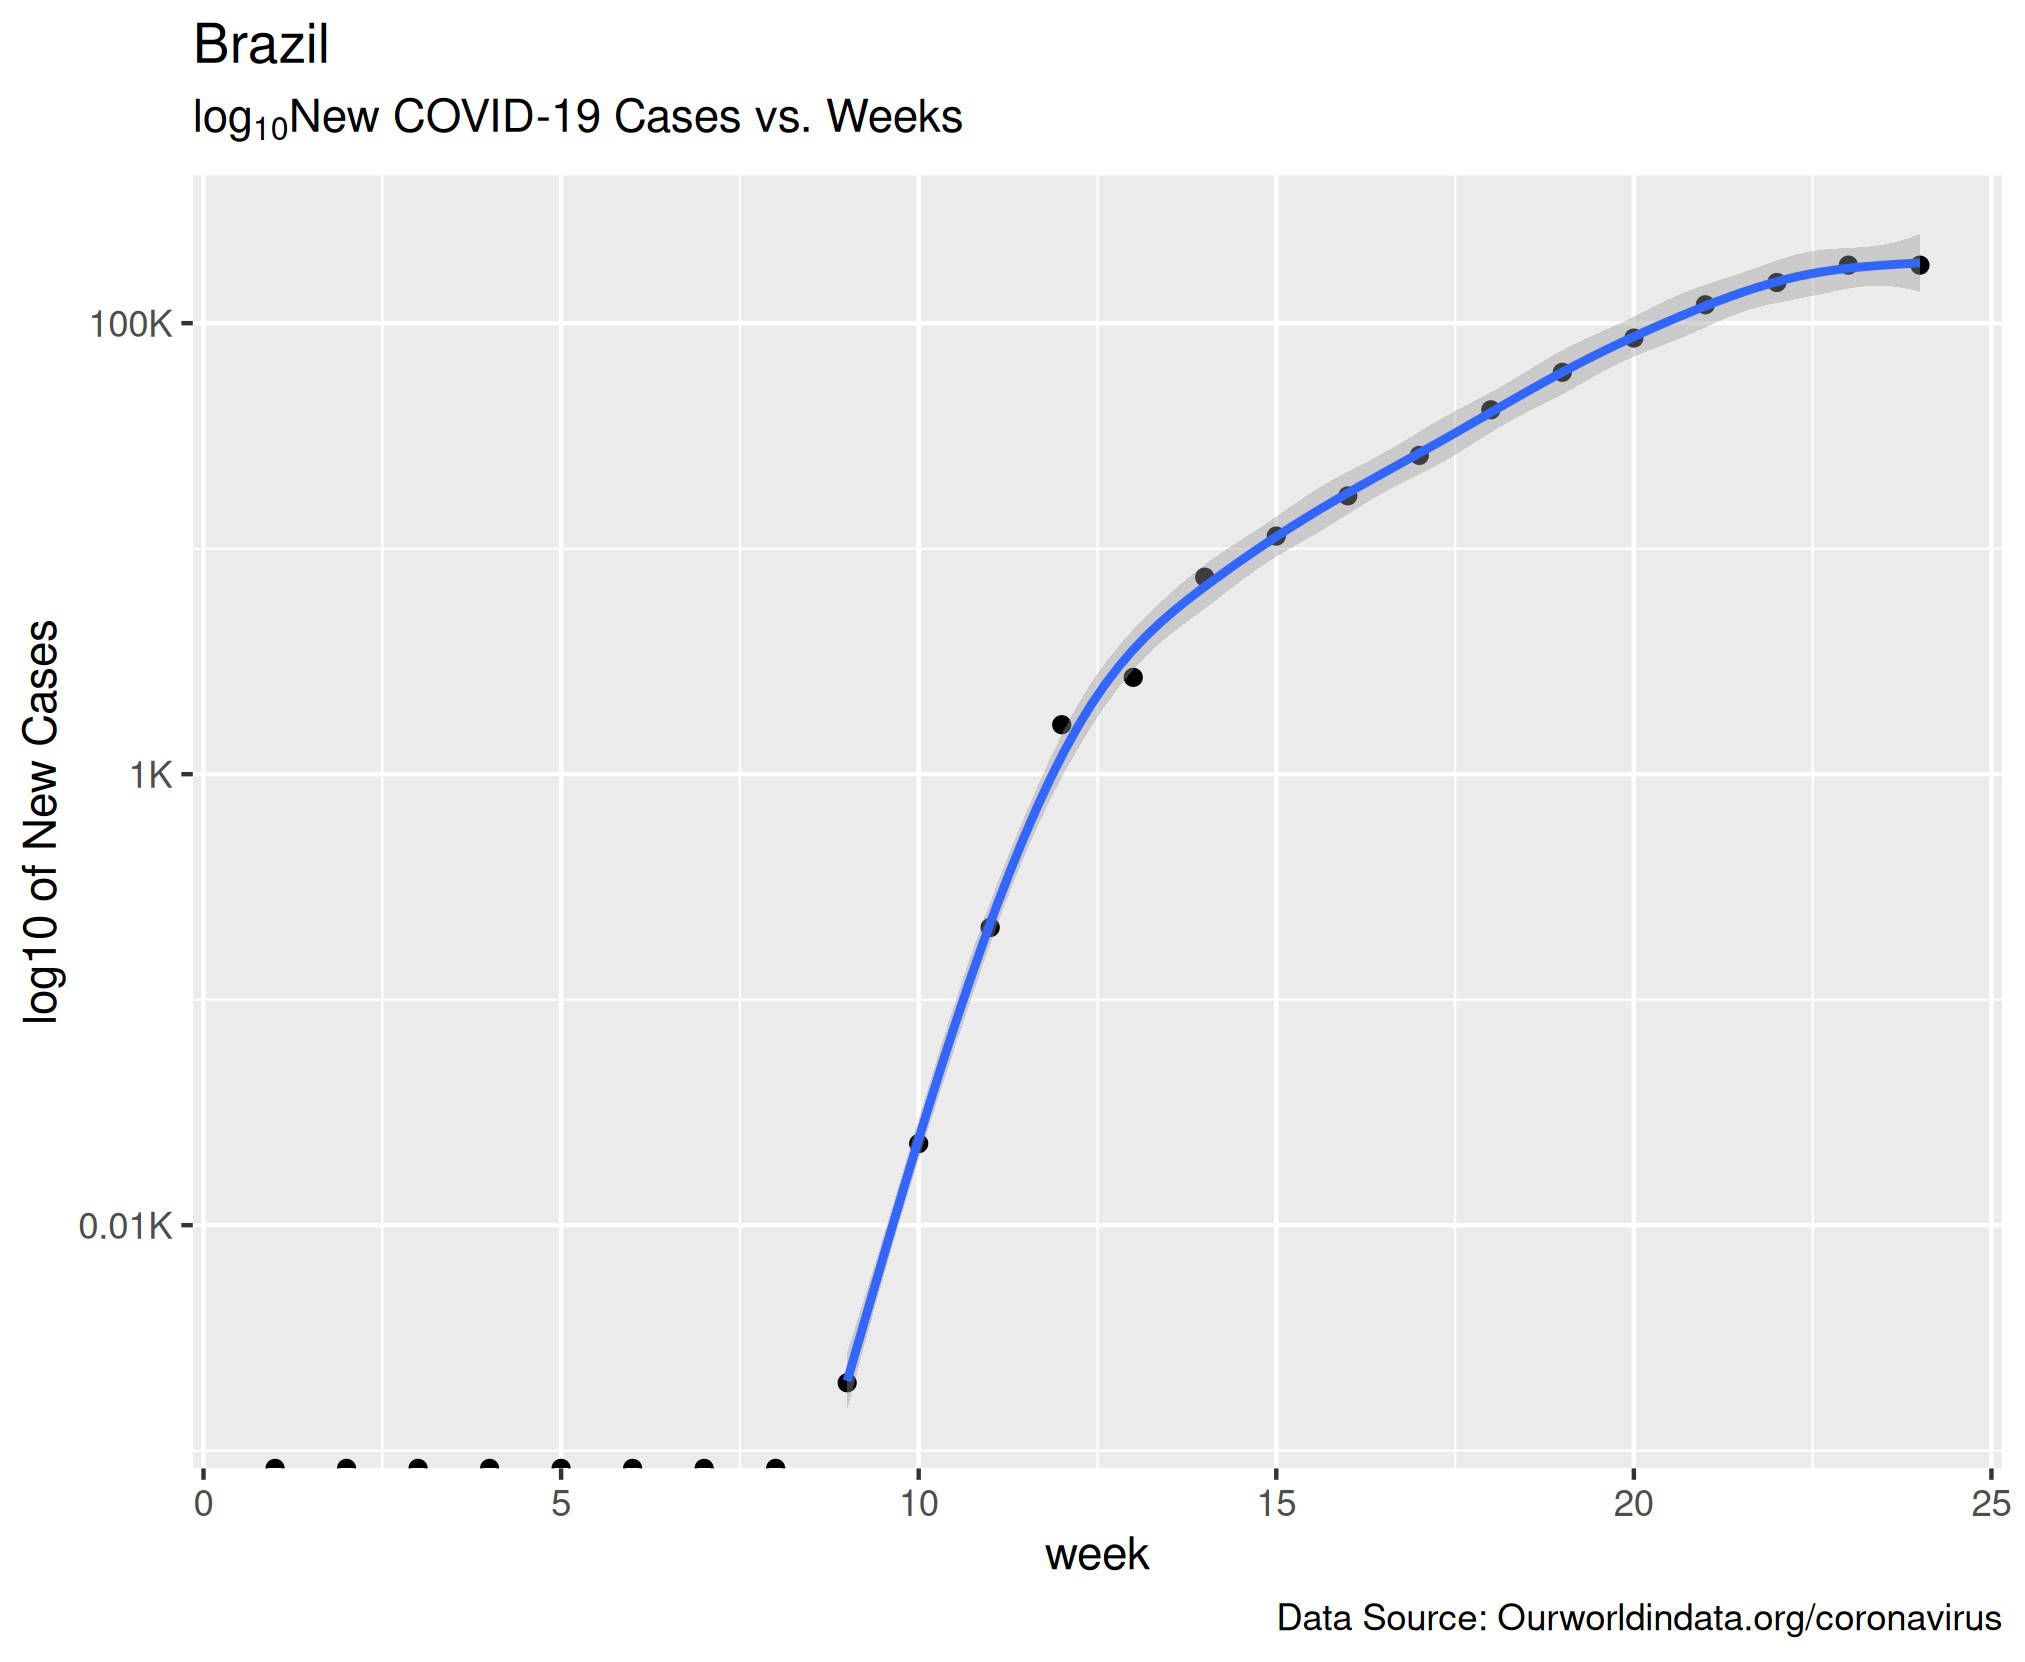 Brazil
log₁₀New COVID-19 Cases vs. Weeks
100K
1K
0.01K
log10 of New Cases
0 5 10 15 20 25
week
Data Source: Ourworldindata.org/coronavirus